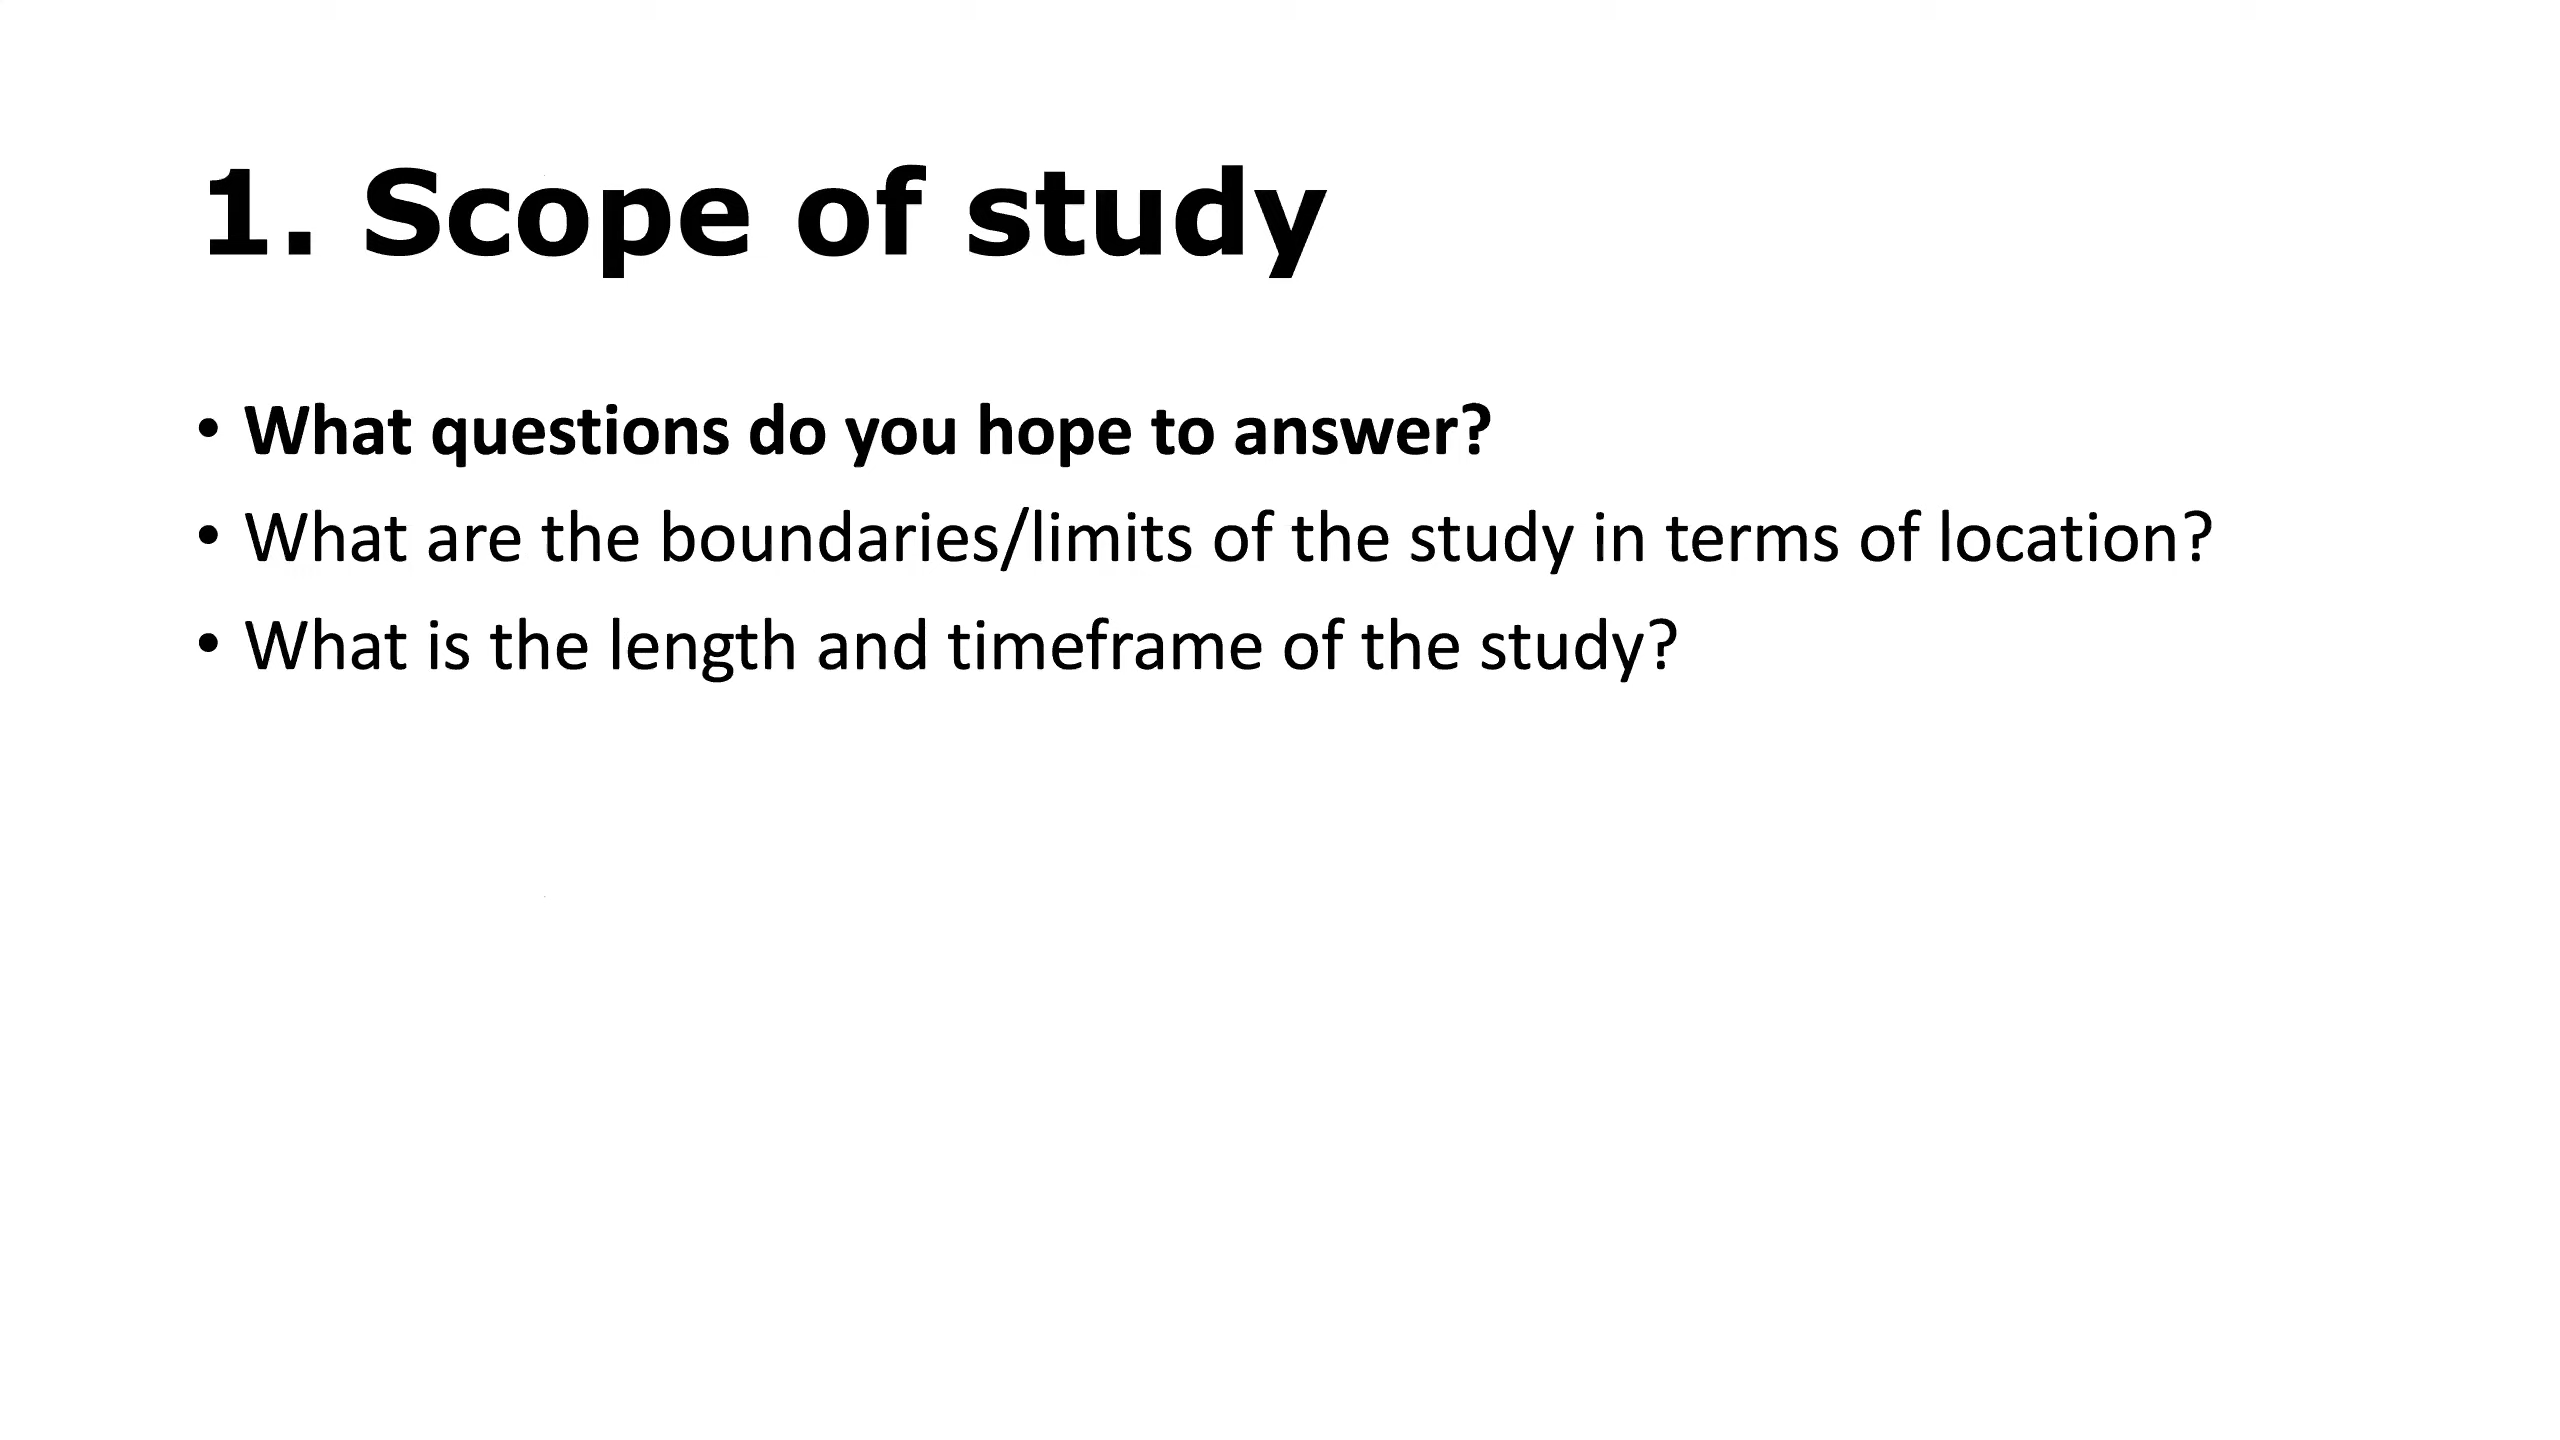 1. Scope of study
• What questions do you hope to answer?
• What are the boundaries/limits of the study in terms of location?
• What is the length and timeframe of the study?